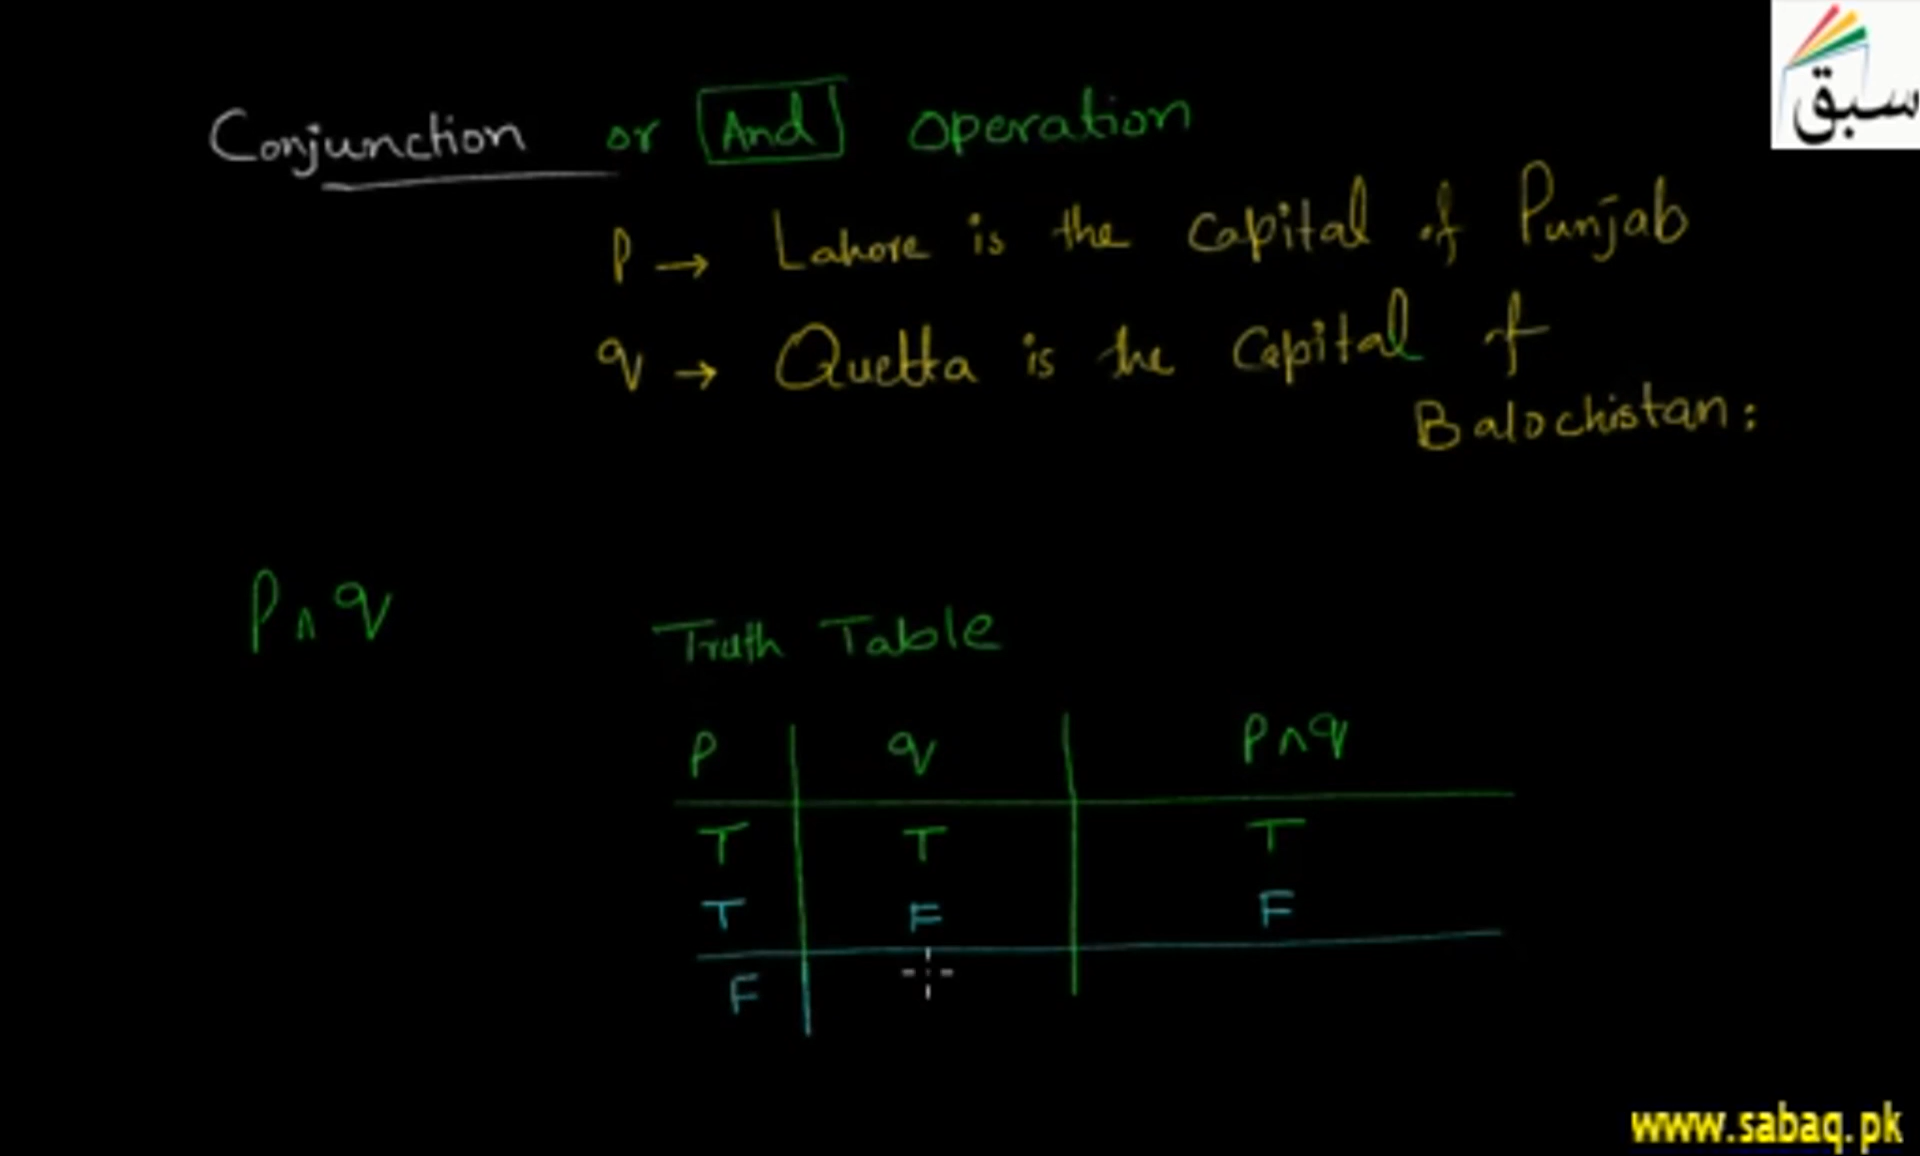 سبق
Conjunction or And operation
P → Lahore is the Capital of Punjab
q → Quetta is the Capital of
Balochistan:
P ∧ q
Truth Table
P q P ∧ q
T T T
T F F
F
www.sabaq.pk